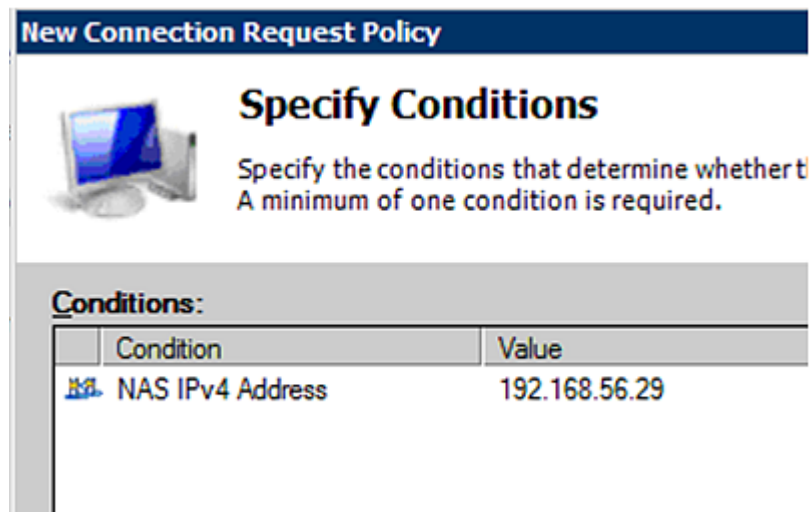 New Connection Request Policy
Specify Conditions
Specify the conditions that determine whether
A minimum of one condition is required.
Conditions:
Condition Value
NAS IPv4 Address 192.168.56.29